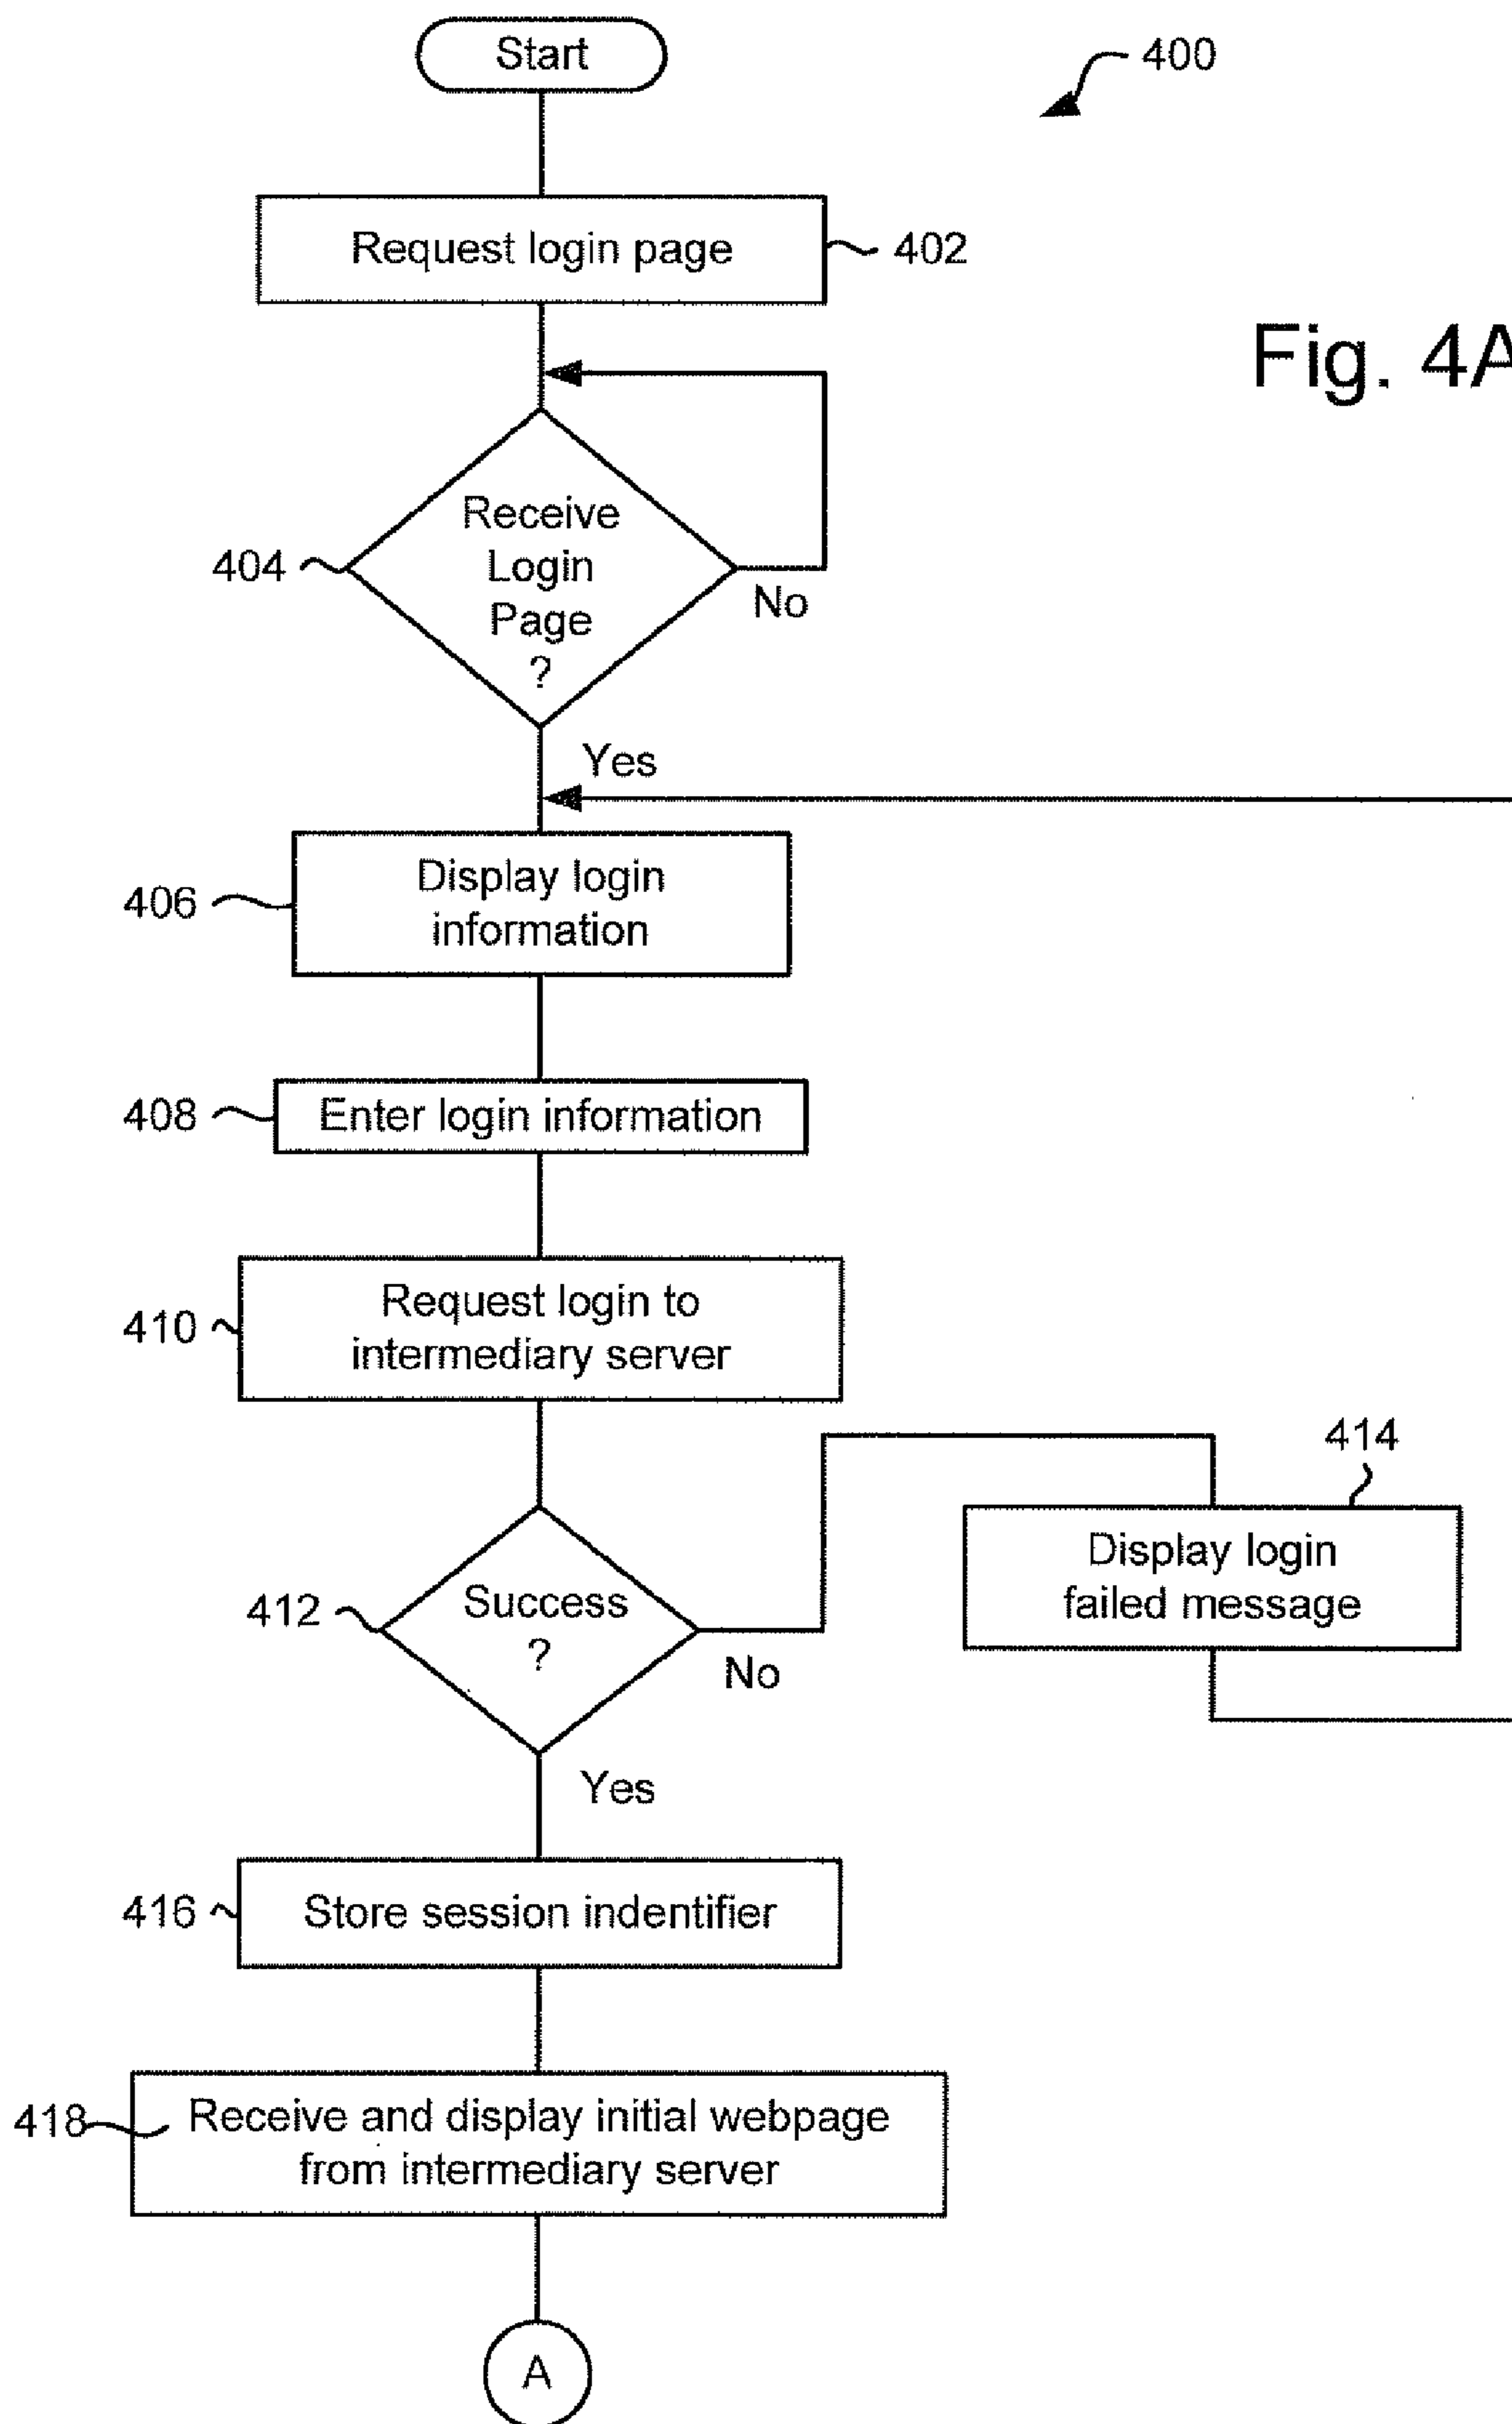 Start
400
Request login page
402
Fig. 4A
Receive
Login
Page
?
404
No
Yes
Display login
information
406
408
Enter login information
Request login to
intermediary server
410
414
Display login
failed message
412
Success
?
No
Yes
416
Store session indentifier
418
Receive and display initial webpage
from intermediary server
A